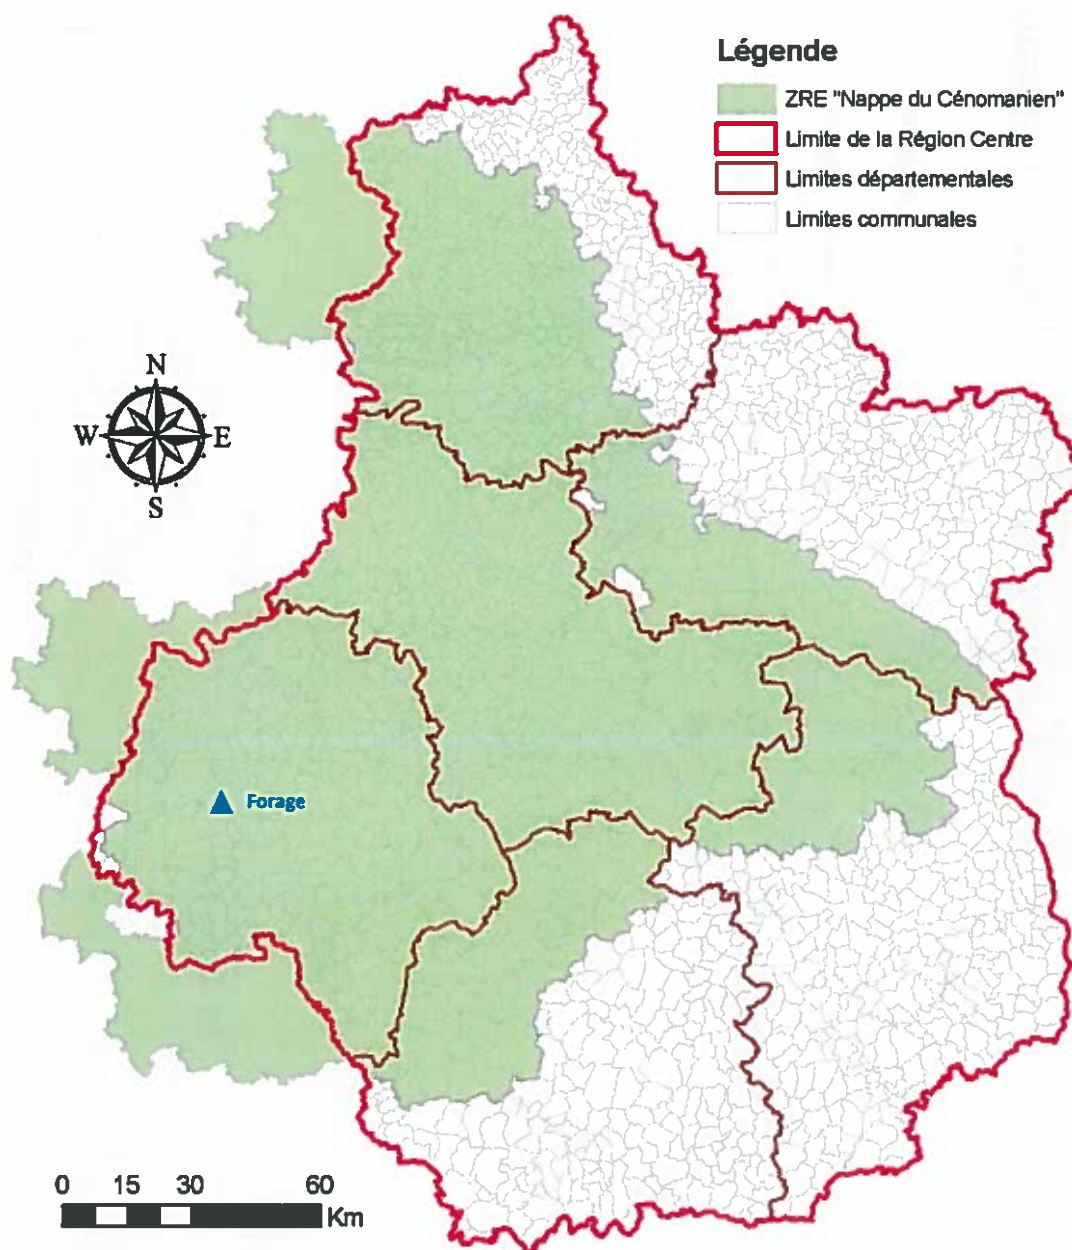 Légende
ZRE "Nappe du Cénomanien"
Limite de la Région Centre
Limites départementales
Limites communales
N
W E
S
Forage
0 15 30 60
Km